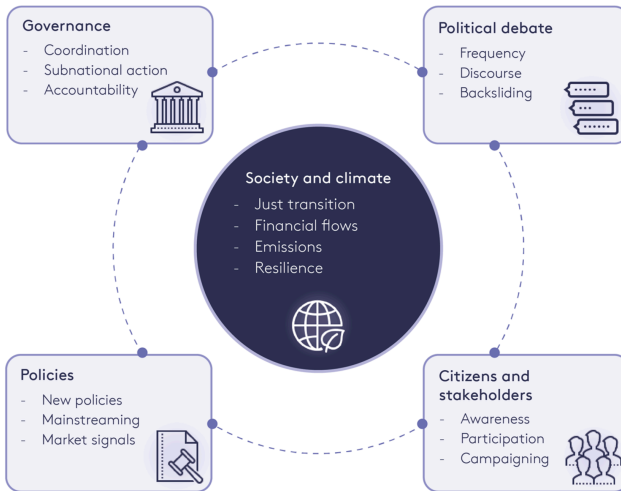 Governance
- Coordination
- Subnational action
- Accountability
Political debate
- Frequency
- Discourse
- Backsliding
Society and climate
- Just transition
- Financial flows
- Emissions
- Resilience
Policies
- New policies
- Mainstreaming
- Market signals
Citizens and
stakeholders
- Awareness
- Participation
- Campaigning